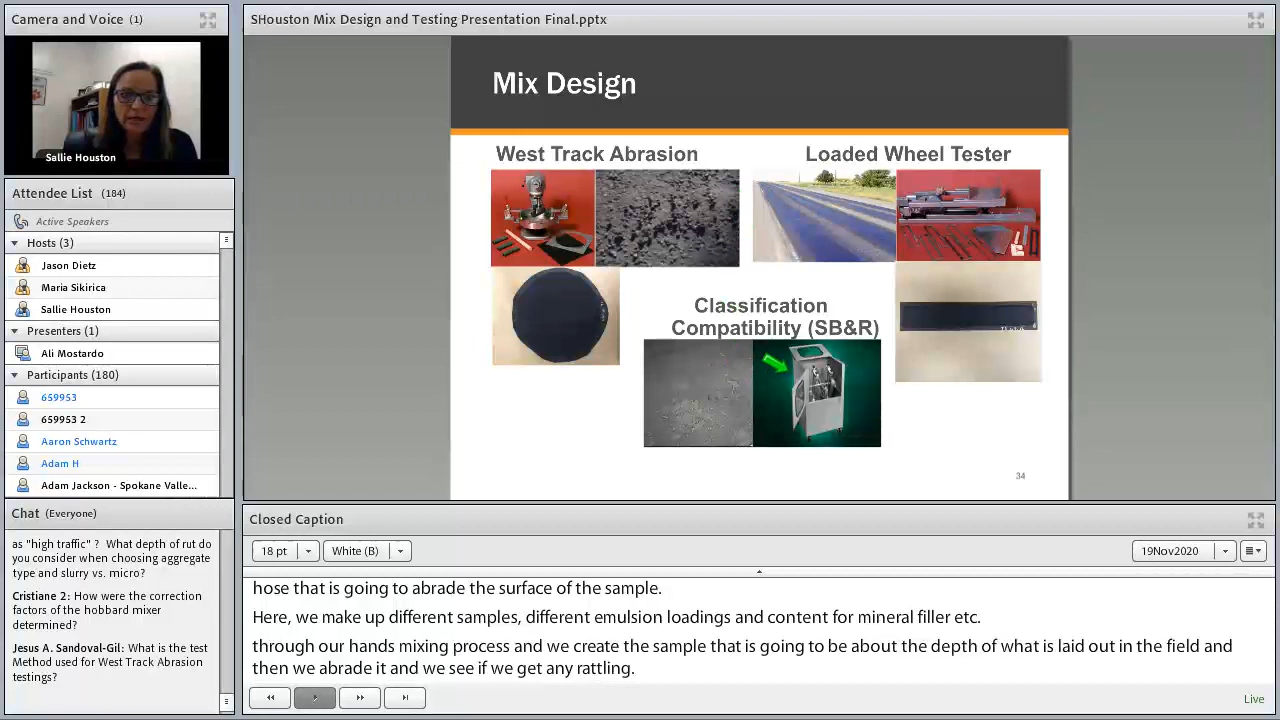 Camera and Voice (1)
Sallie Houston
Attendee List (184)
Active Speakers
Hosts (3)
Jason Dietz
Maria Sikirica
Sallie Houston
Presenters (1)
Ali Mostardo
Participants (180)
659953
659953 2
Aaron Schwartz
Adam H
Adam Jackson - Spokane Valle...
Chat (Everyone)
as "high traffic" ? What depth of rut do
you consider when choosing aggregate
type and slurry vs. micro?
Cristiane 2: How were the correction
factors of the hobbard mixer
determined?
Jesus A. Sandoval-Gil: What is the test
Method used for West Track Abrasion
testings?
SHouston Mix Design and Testing Presentation Final.pptx
Mix Design
West Track Abrasion
Loaded Wheel Tester
Classification
Compatibility (SB&R)
34
Closed Caption
18 pt
White (B)
19Nov2020
hose that is going to abrade the surface of the sample.
Here, we make up different samples, different emulsion loadings and content for mineral filler etc.
through our hands mixing process and we create the sample that is going to be about the depth of what is laid out in the field and
then we abrade it and we see if we get any rattling.
Live